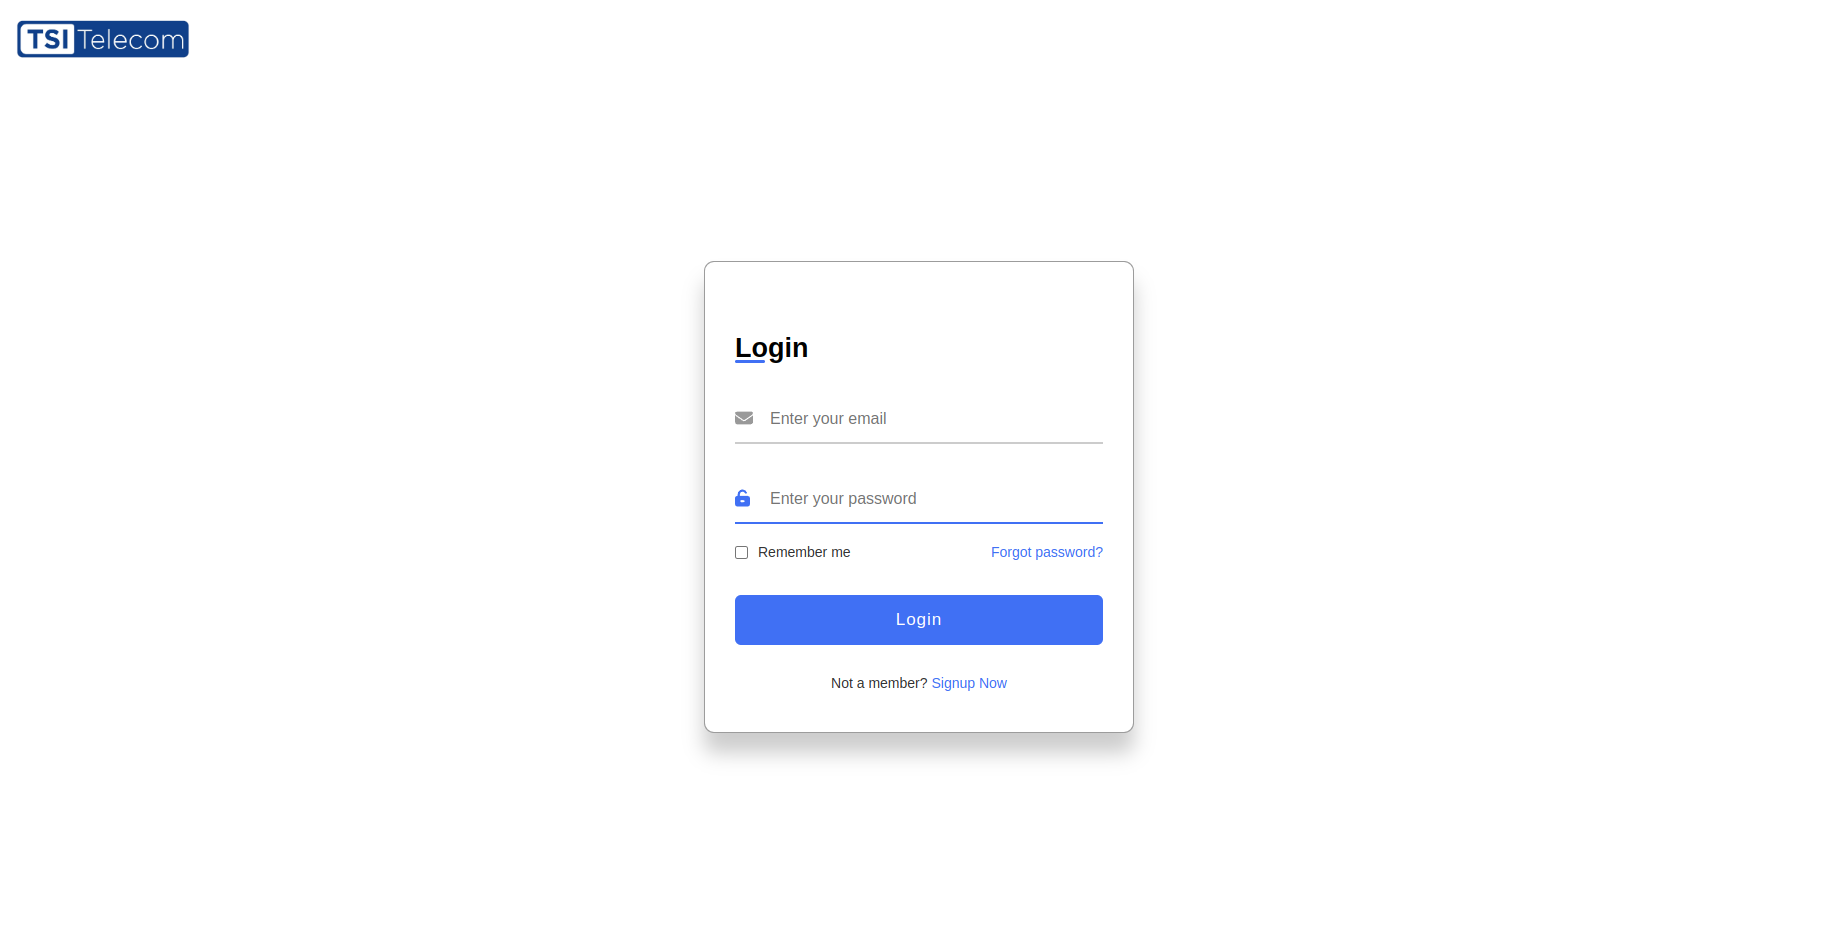 TSI Telecom
Login
Enter your email
Enter your password
Remember me Forgot password?
Login
Not a member? Signup Now